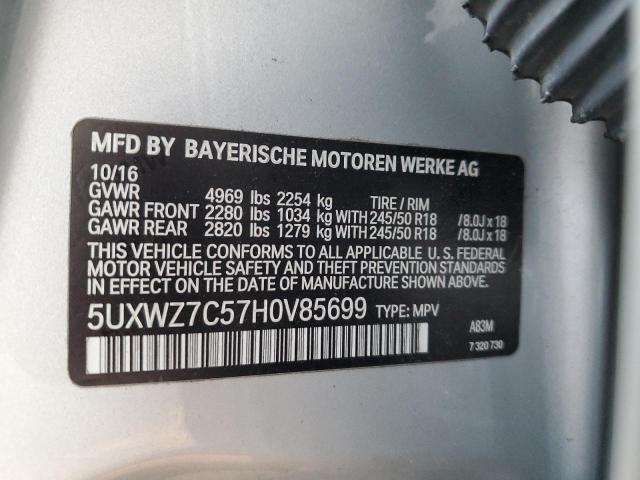 MFD BY BAYERISCHE MOTOREN WERKE AG
10/16
GVWR 4969 lbs 2254 kg TIRE / RIM
GAWR FRONT 2280 lbs 1034 kg WITH 245/50 R18 /8.0J x 18
GAWR REAR 2820 lbs 1279 kg WITH 245/50 R18 /8.0J x 18
THIS VEHICLE CONFORMS TO ALL APPLICABLE U. S. FEDERAL
MOTOR VEHICLE SAFETY AND THEFT PREVENTION STANDARDS
IN EFFECT ON THE DATE OF MANUFACTURE SHOWN ABOVE.
5UXWZ7C57H0V85699 TYPE: MPV
A83M
7 320 730